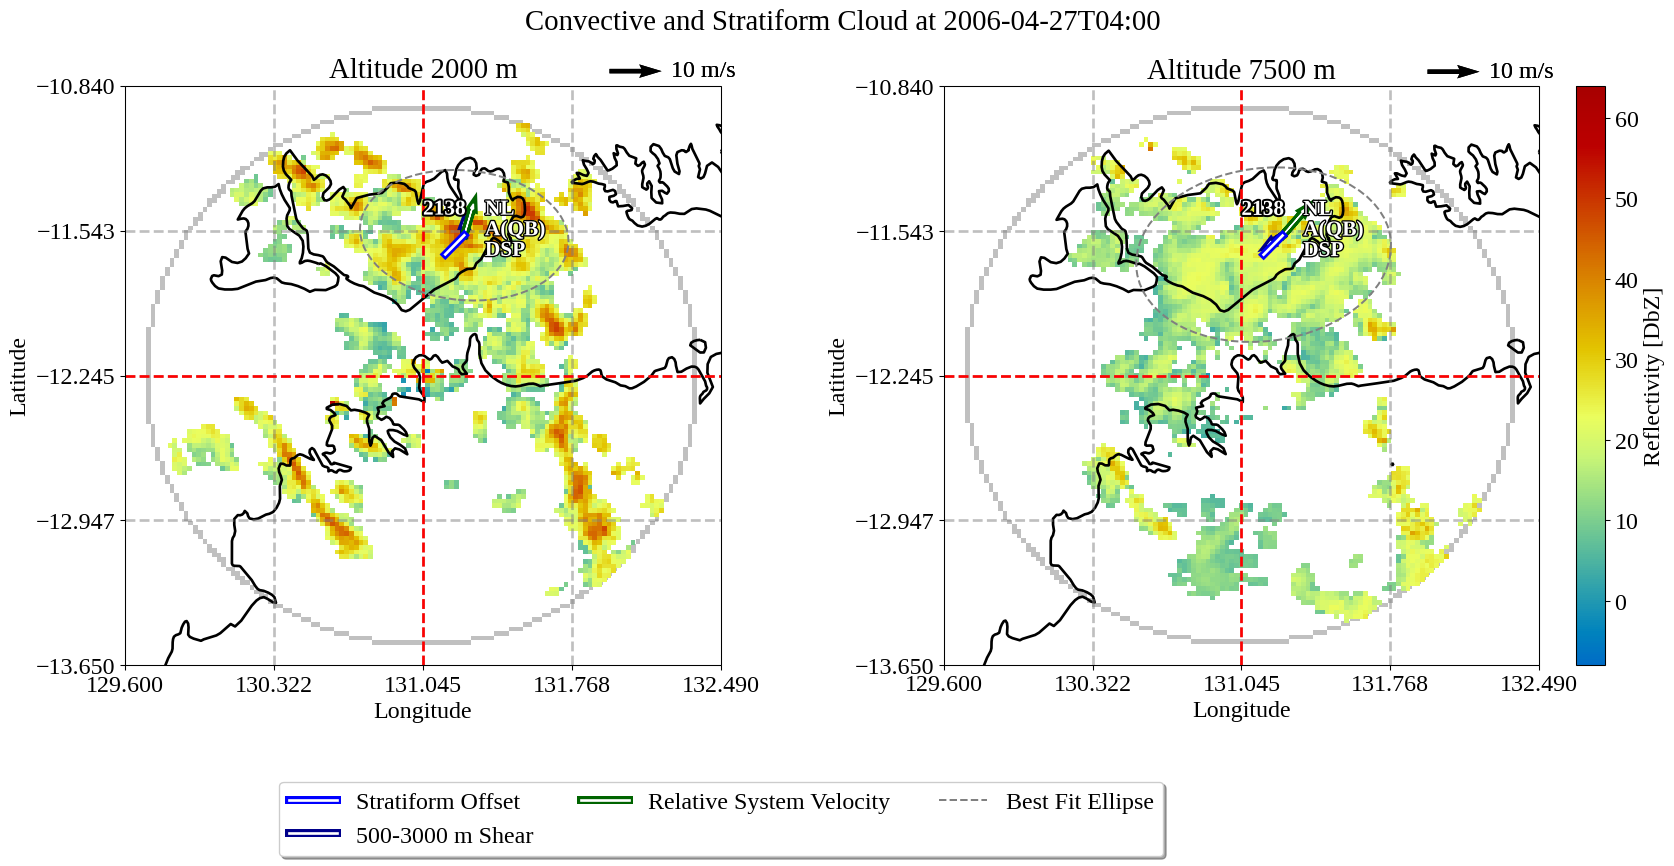 Convective and Stratiform Cloud at 2006-04-27T04:00
Altitude 2000 m
10 m/s
Altitude 7500 m
10 m/s
−10.840
−11.543
−12.245
−12.947
−13.650
129.600
130.322
131.045
131.768
132.490
Longitude
Latitude
2138
NL
A(QB)
DSP
−10.840
−11.543
−12.245
−12.947
−13.650
129.600
130.322
131.045
131.768
132.490
Longitude
Latitude
2138
NL
A(QB)
DSP
60
50
40
30
20
10
0
Reflectivity [DbZ]
Stratiform Offset
Relative System Velocity
Best Fit Ellipse
500-3000 m Shear